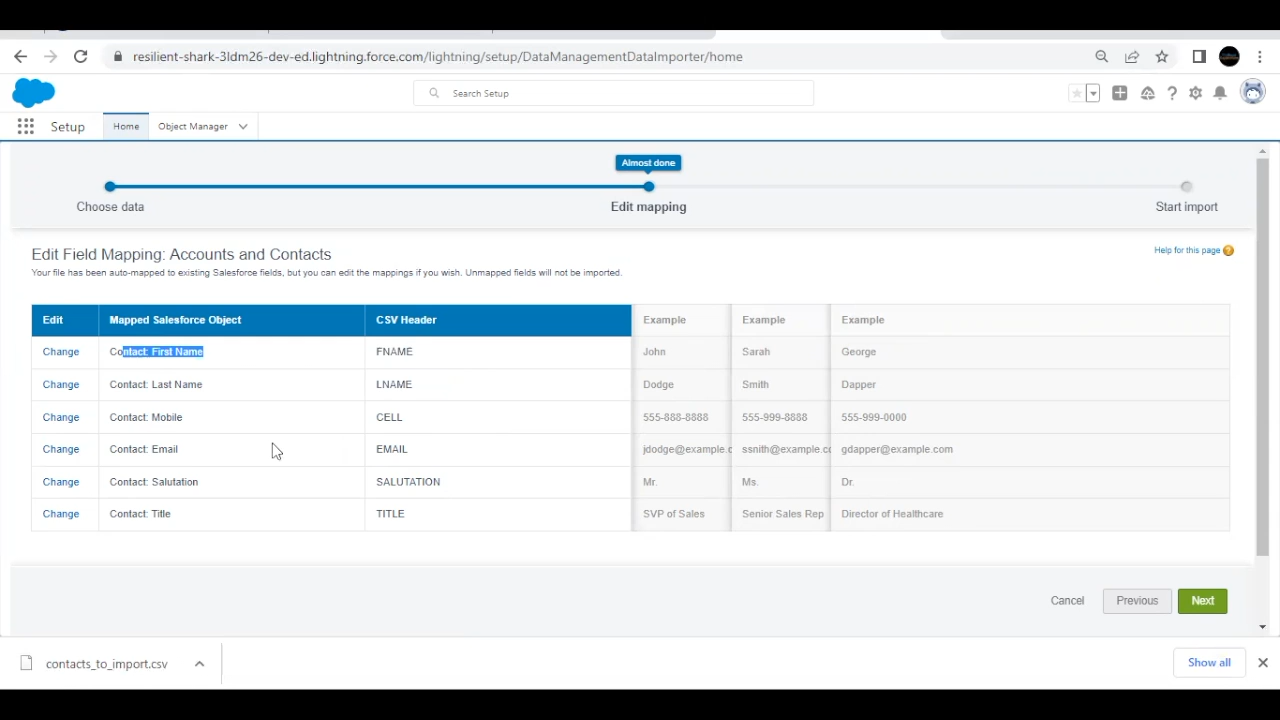 resilient-shark-3ldm26-dev-ed.lightning.force.com/lightning/setup/DataManagementDataImporter/home
Search Setup
Setup Home Object Manager
Almost done
Choose data Edit mapping Start import
Edit Field Mapping: Accounts and Contacts
Help for this page
Your file has been auto-mapped to existing Salesforce fields, but you can edit the mappings if you wish. Unmapped fields will not be imported.
Edit Mapped Salesforce Object CSV Header Example Example Example
Change Contact: First Name FNAME John Sarah George
Change Contact: Last Name LNAME Dodge Smith Dapper
Change Contact: Mobile CELL 555-888-8888 555-999-8888 555-999-0000
Change Contact: Email EMAIL jdodge@example.c ssnith@example.cc gdapper@example.com
Change Contact: Salutation SALUTATION Mr. Ms. Dr.
Change Contact: Title TITLE SVP of Sales Senior Sales Rep Director of Healthcare
Cancel Previous Next
contacts_to_import.csv Show all